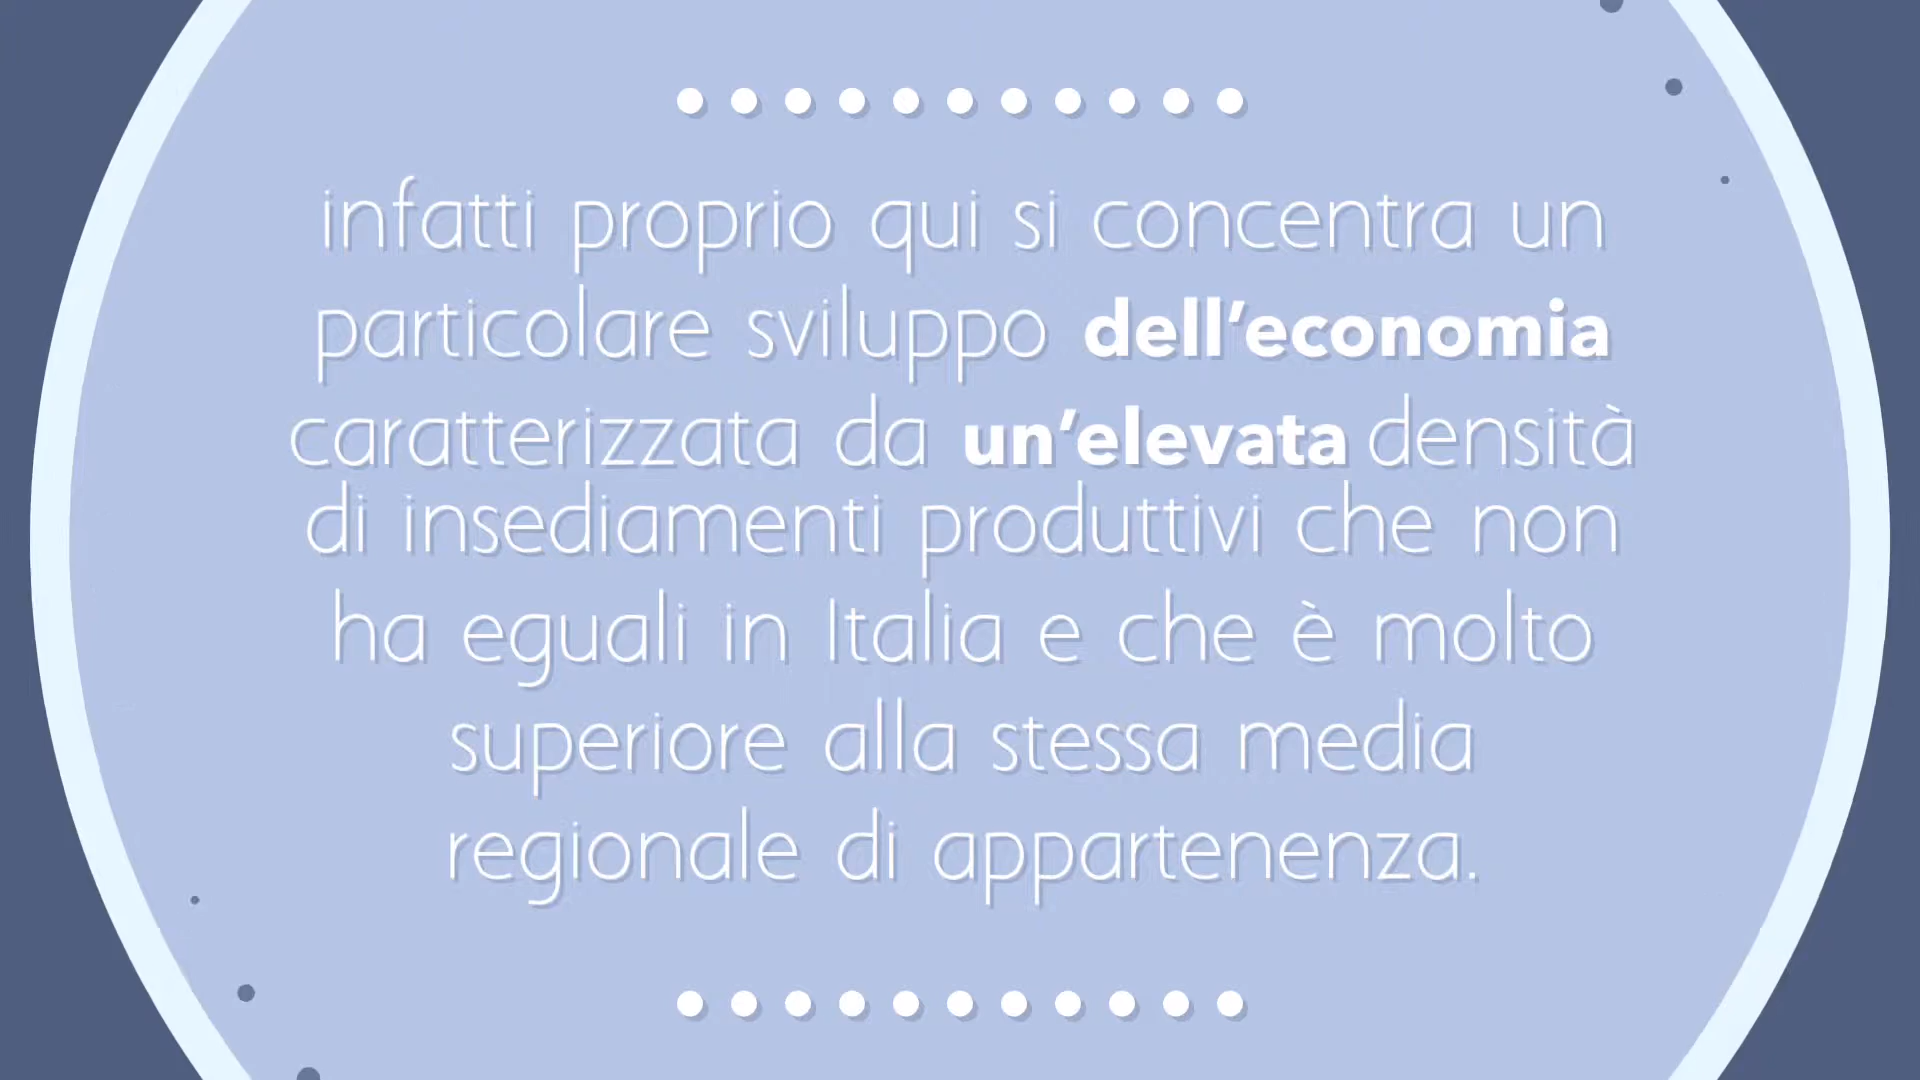 infatti proprio qui si concentra un
particolare sviluppo dell’economia
caratterizzata da un’elevata densità
di insediamenti produttivi che non
ha eguali in Italia e che è molto
superiore alla stessa media
regionale di appartenenza.